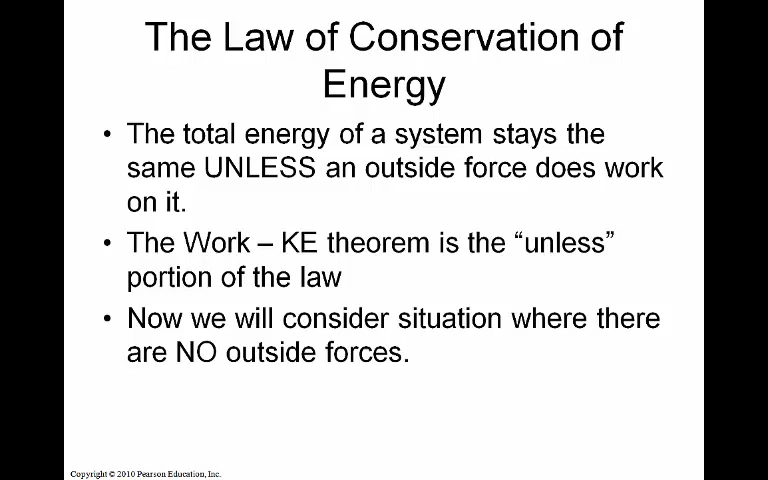 The Law of Conservation of
Energy
• The total energy of a system stays the
same UNLESS an outside force does work
on it.
• The Work – KE theorem is the “unless”
portion of the law
• Now we will consider situation where there
are NO outside forces.
Copyright © 2010 Pearson Education, Inc.